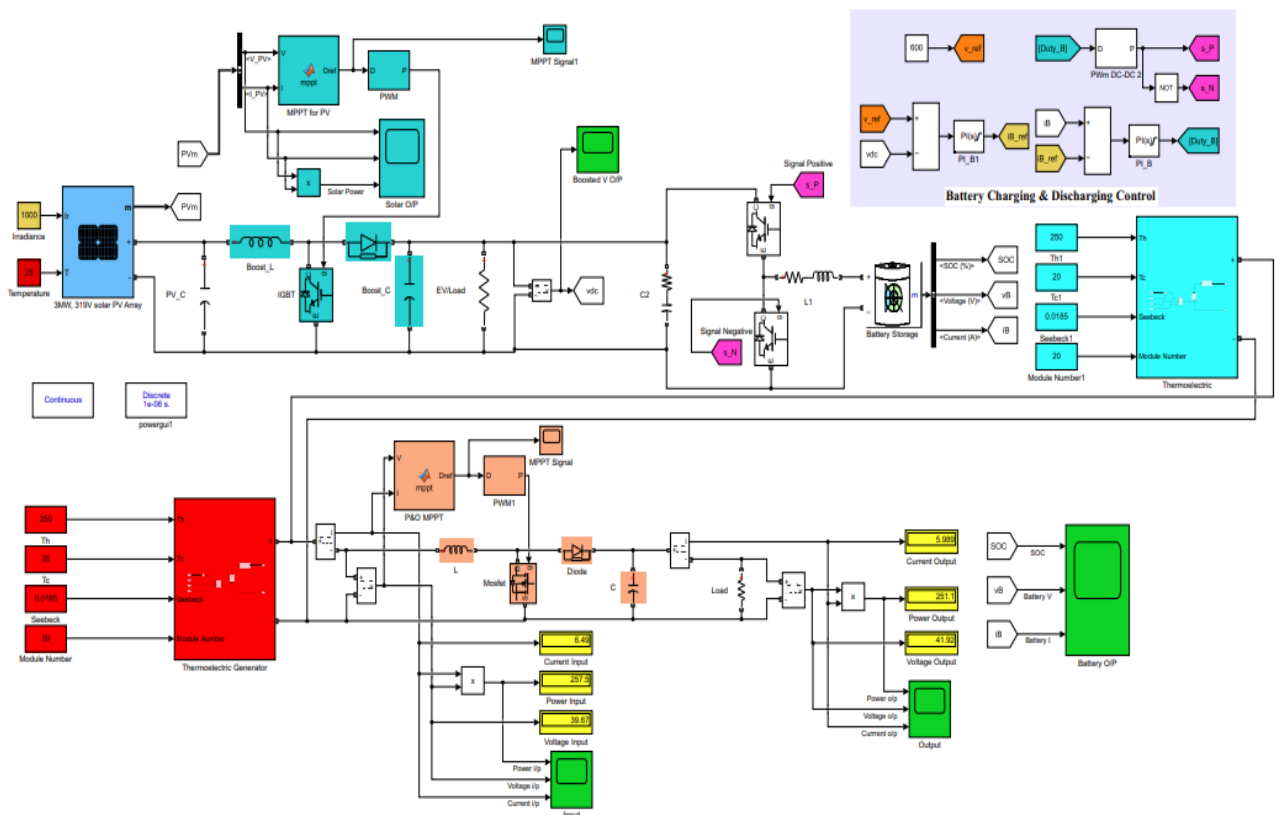 MPPT Signal1
<V_PV>
<I_PV>
V
I
mppt
Dref
MPPT for PV
D
P
PWM
PVm
x
Solar Power
Solar O/P
Boosted V O/P
600
v_ref
[Duty_B]
D
P
PWm DC-DC 2
s_P
NOT
s_N
v_ref
vdc
+
−
PI(s)
PI_B1
iB_ref
iB
iB_ref
+
−
PI(s)
PI_B
[Duty_B]
Battery Charging & Discharging Control
1000
Irradiance
25
Temperature
Ir
T
m
+
-
3MW, 319V solar PV Array
PVm
PV_C
Boost_L
IGBT
Boost_C
EV/Load
vdc
C2
Signal Positive
s_P
Signal Negative
s_N
L1
m
Battery Storage
<SOC (%)>
<Voltage (V)>
<Current (A)>
SOC
vB
iB
250
Th1
20
Tc1
0.0185
Seebeck1
20
Module Number1
Th
Tc
Seebeck
Module Number
+
-
Thermoelectric
Continuous
Discrete
1e-06 s.
powergui1
MPPT Signal
V
I
mppt
Dref
P&O MPPT
D
P
PWM1
250
Th
20
Tc
0.0185
Seebeck
20
Module Number
Th
Tc
Seebeck
Module Number
Thermoelectric Generator
L
Mosfet
Diode
C
Load
x
5.989
Current Output
251.1
Power Output
41.92
Voltage Output
Power o/p
Voltage o/p
Current o/p
Output
6.49
Current Input
x
257.5
Power Input
39.67
Voltage Input
Power i/p
Voltage i/p
Current i/p
Input
SOC
SOC
vB
Battery V
iB
Battery I
Battery O/P